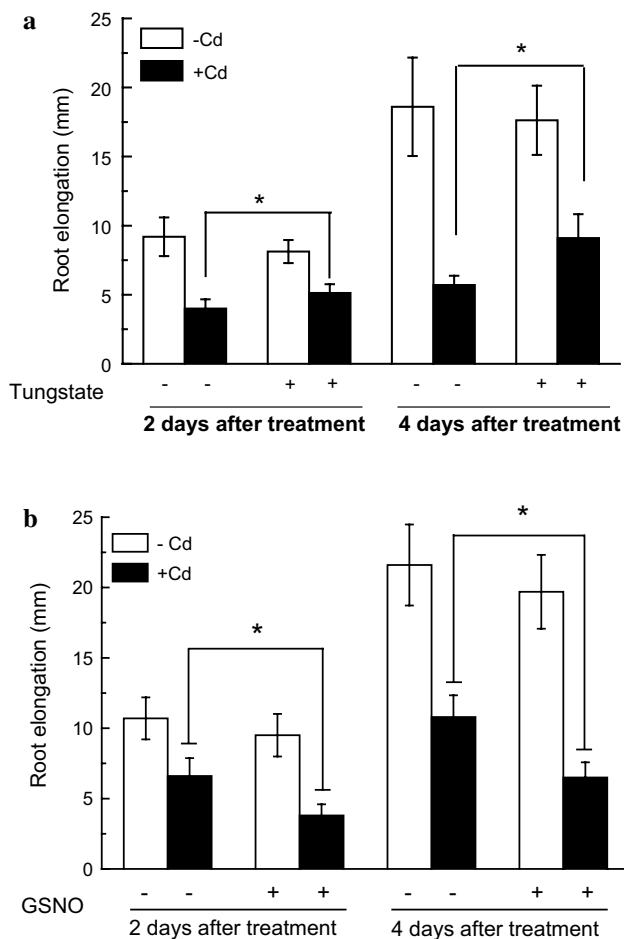 a
25
20
15
10
5
0
Root elongation (mm)
-Cd
+Cd
*
*
Tungstate - - + + - - + +
2 days after treatment 4 days after treatment
b
25
20
15
10
5
0
Root elongation (mm)
- Cd
+Cd
*
*
GSNO - - + + - - + +
2 days after treatment 4 days after treatment